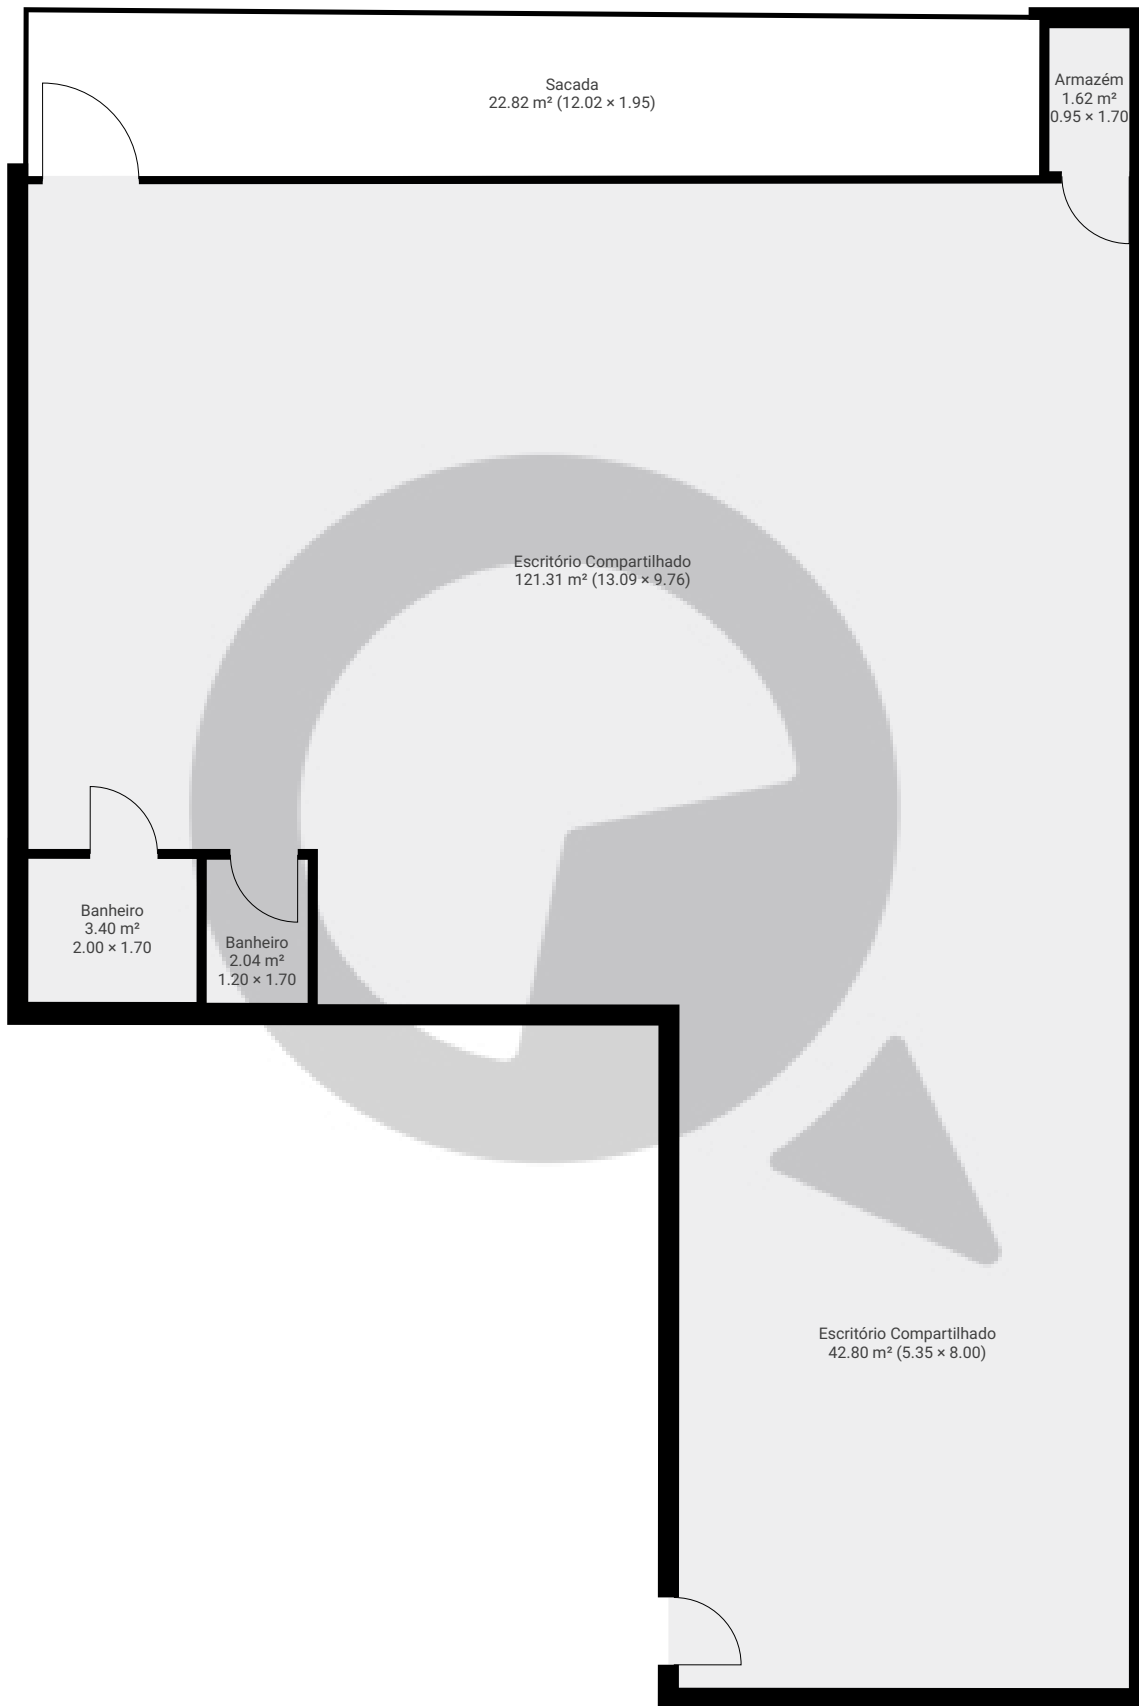 Sacada
22.82 m² (12.02 × 1.95)
Armazém
1.62 m²
0.95 × 1.70
Escritório Compartilhado
121.31 m² (13.09 × 9.76)
Banheiro
3.40 m²
2.00 × 1.70
Banheiro
2.04 m²
1.20 × 1.70
Escritório Compartilhado
42.80 m² (5.35 × 8.00)